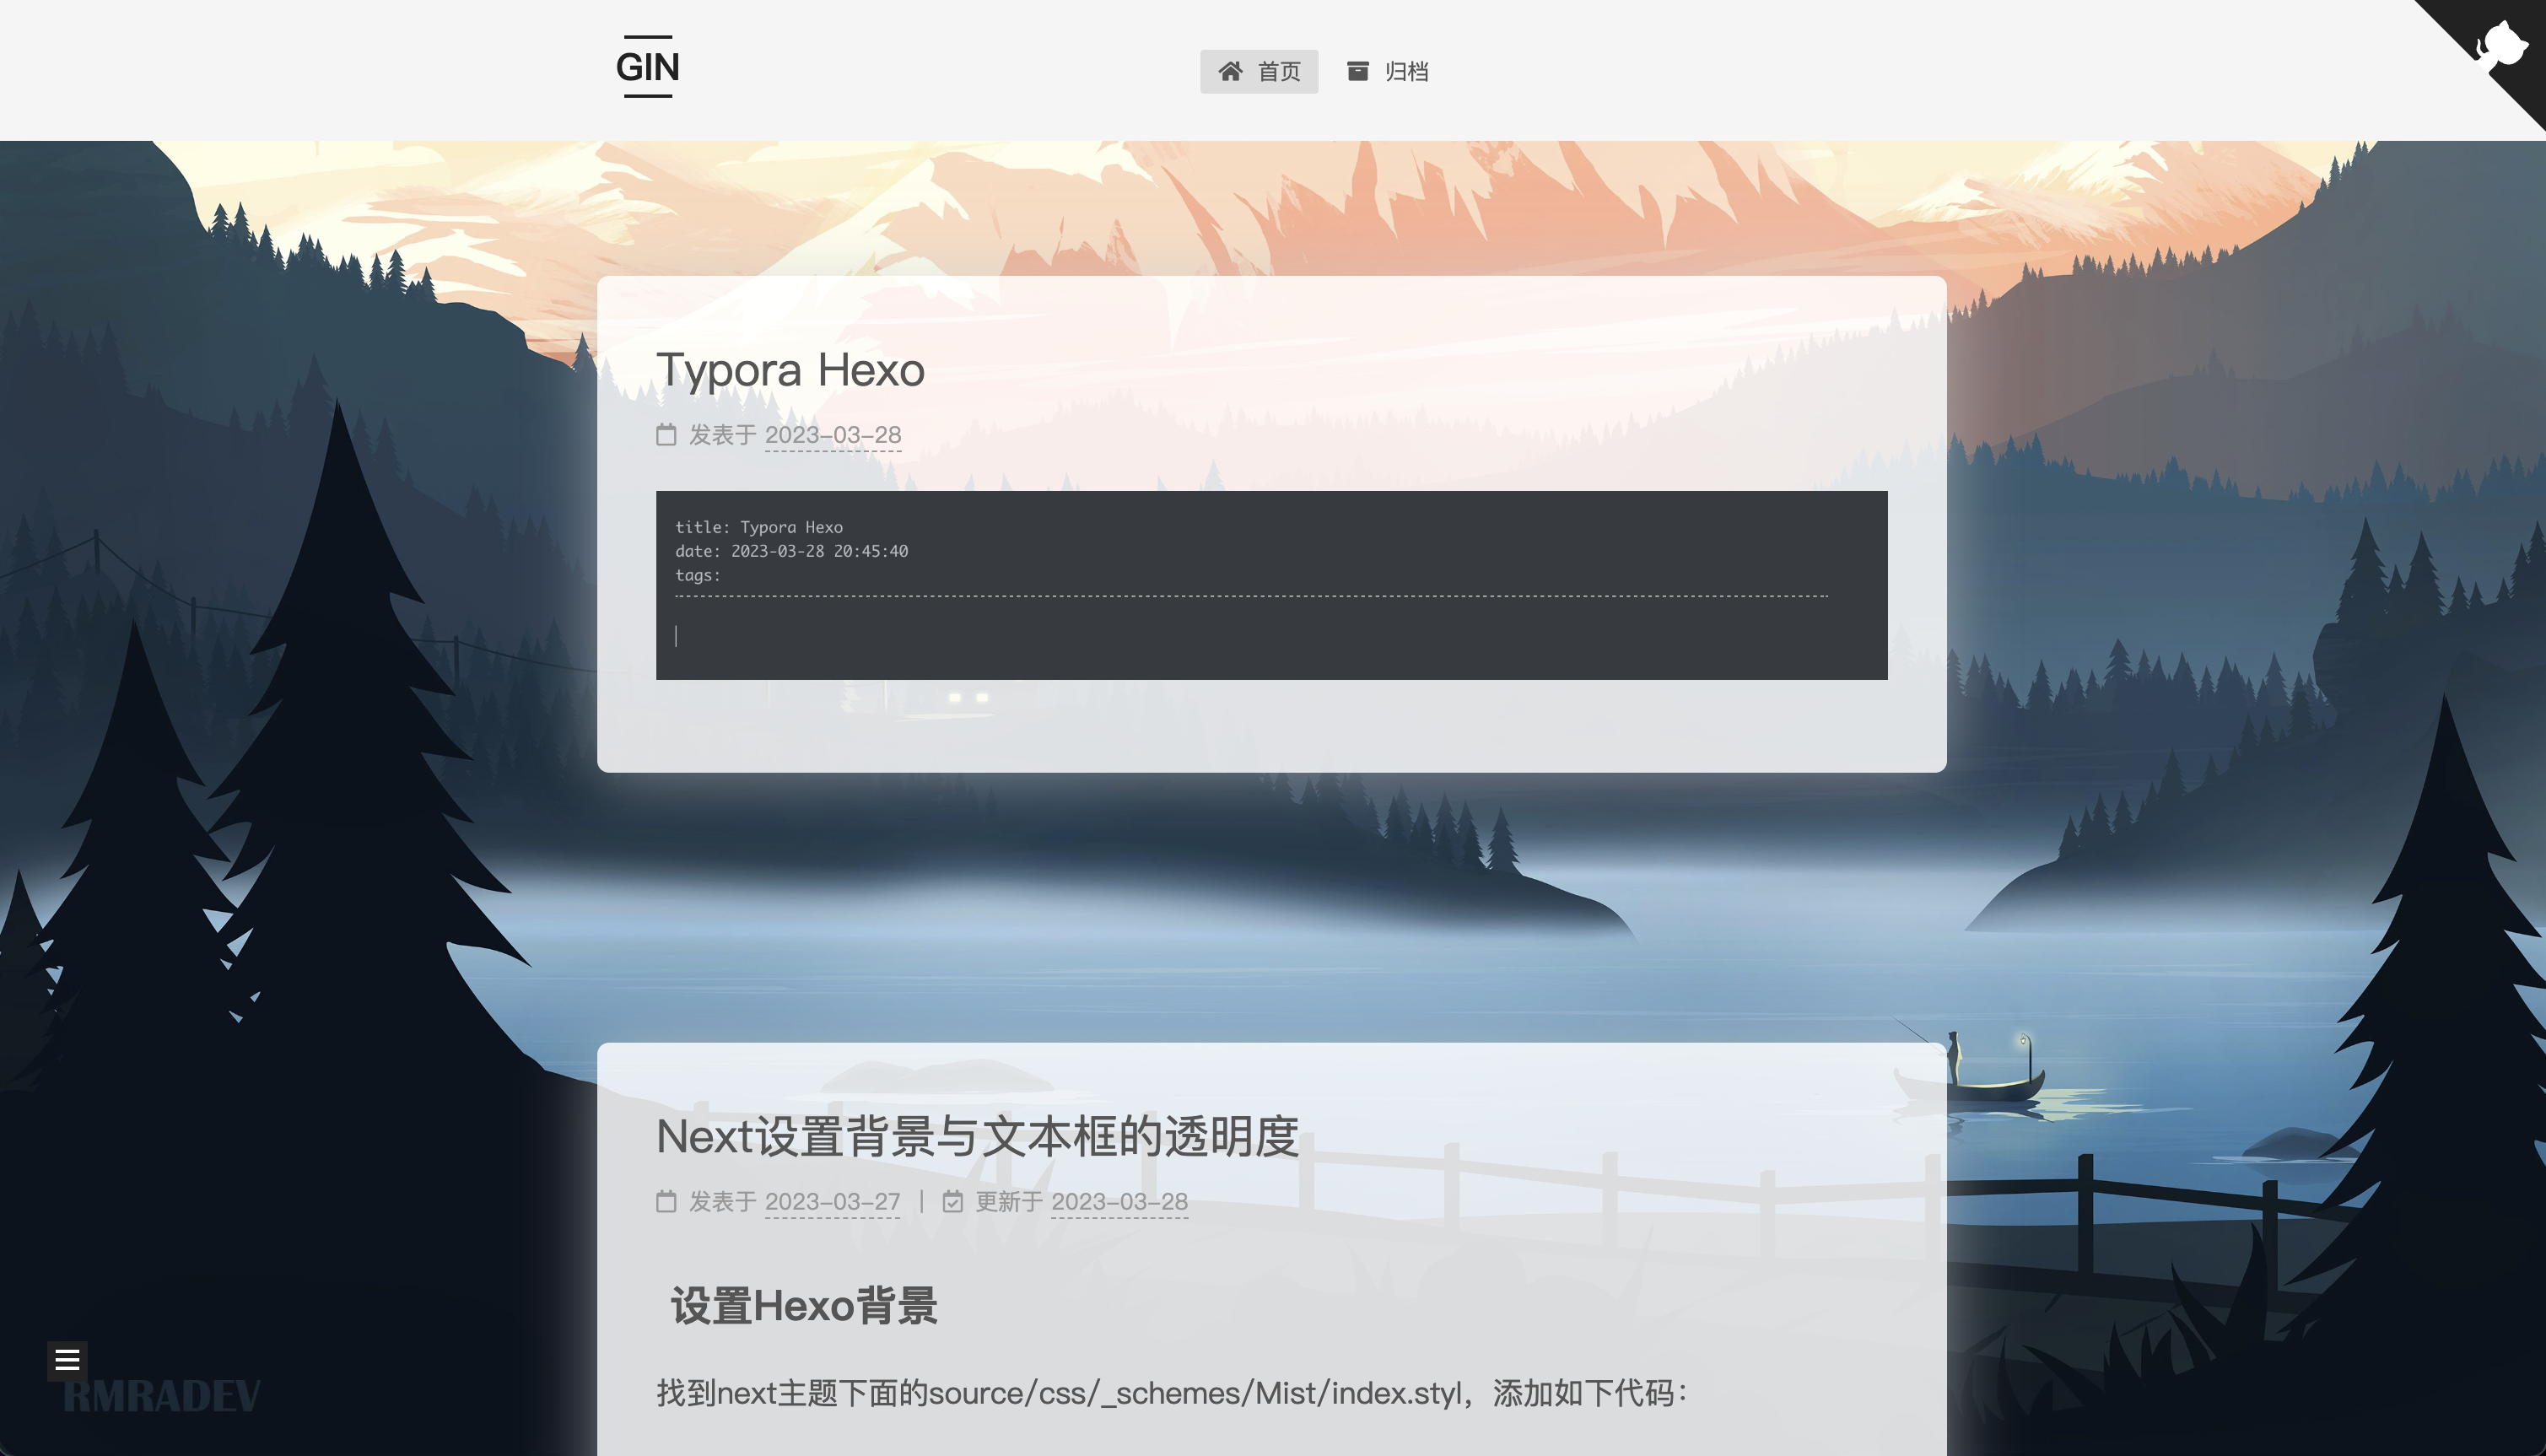 GIN
首页
归档
Typora Hexo
发表于 2023-03-28
title: Typora Hexo
date: 2023-03-28 20:45:40
tags:
Next设置背景与文本框的透明度
发表于 2023-03-27 | 更新于 2023-03-28
设置Hexo背景
找到next主题下面的source/css/_schemes/Mist/index.styl，添加如下代码：
RMRADEV